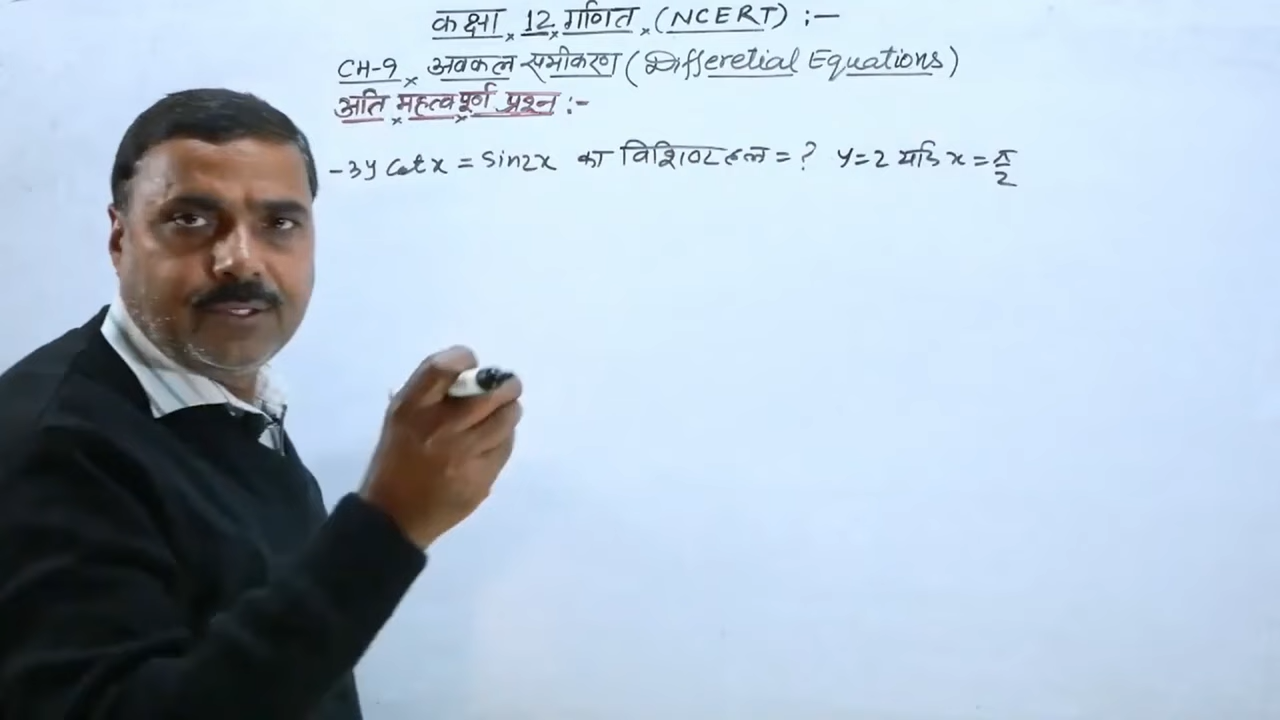 कक्षा 12 गणित (NCERT) :-
CH-9 अवकल समीकरण (Differetial Equations)
अति महत्वपूर्ण प्रश्न :-
-3y Cot x = Sin2x का विशिष्ट हल = ? y=2 यदि x = π/2